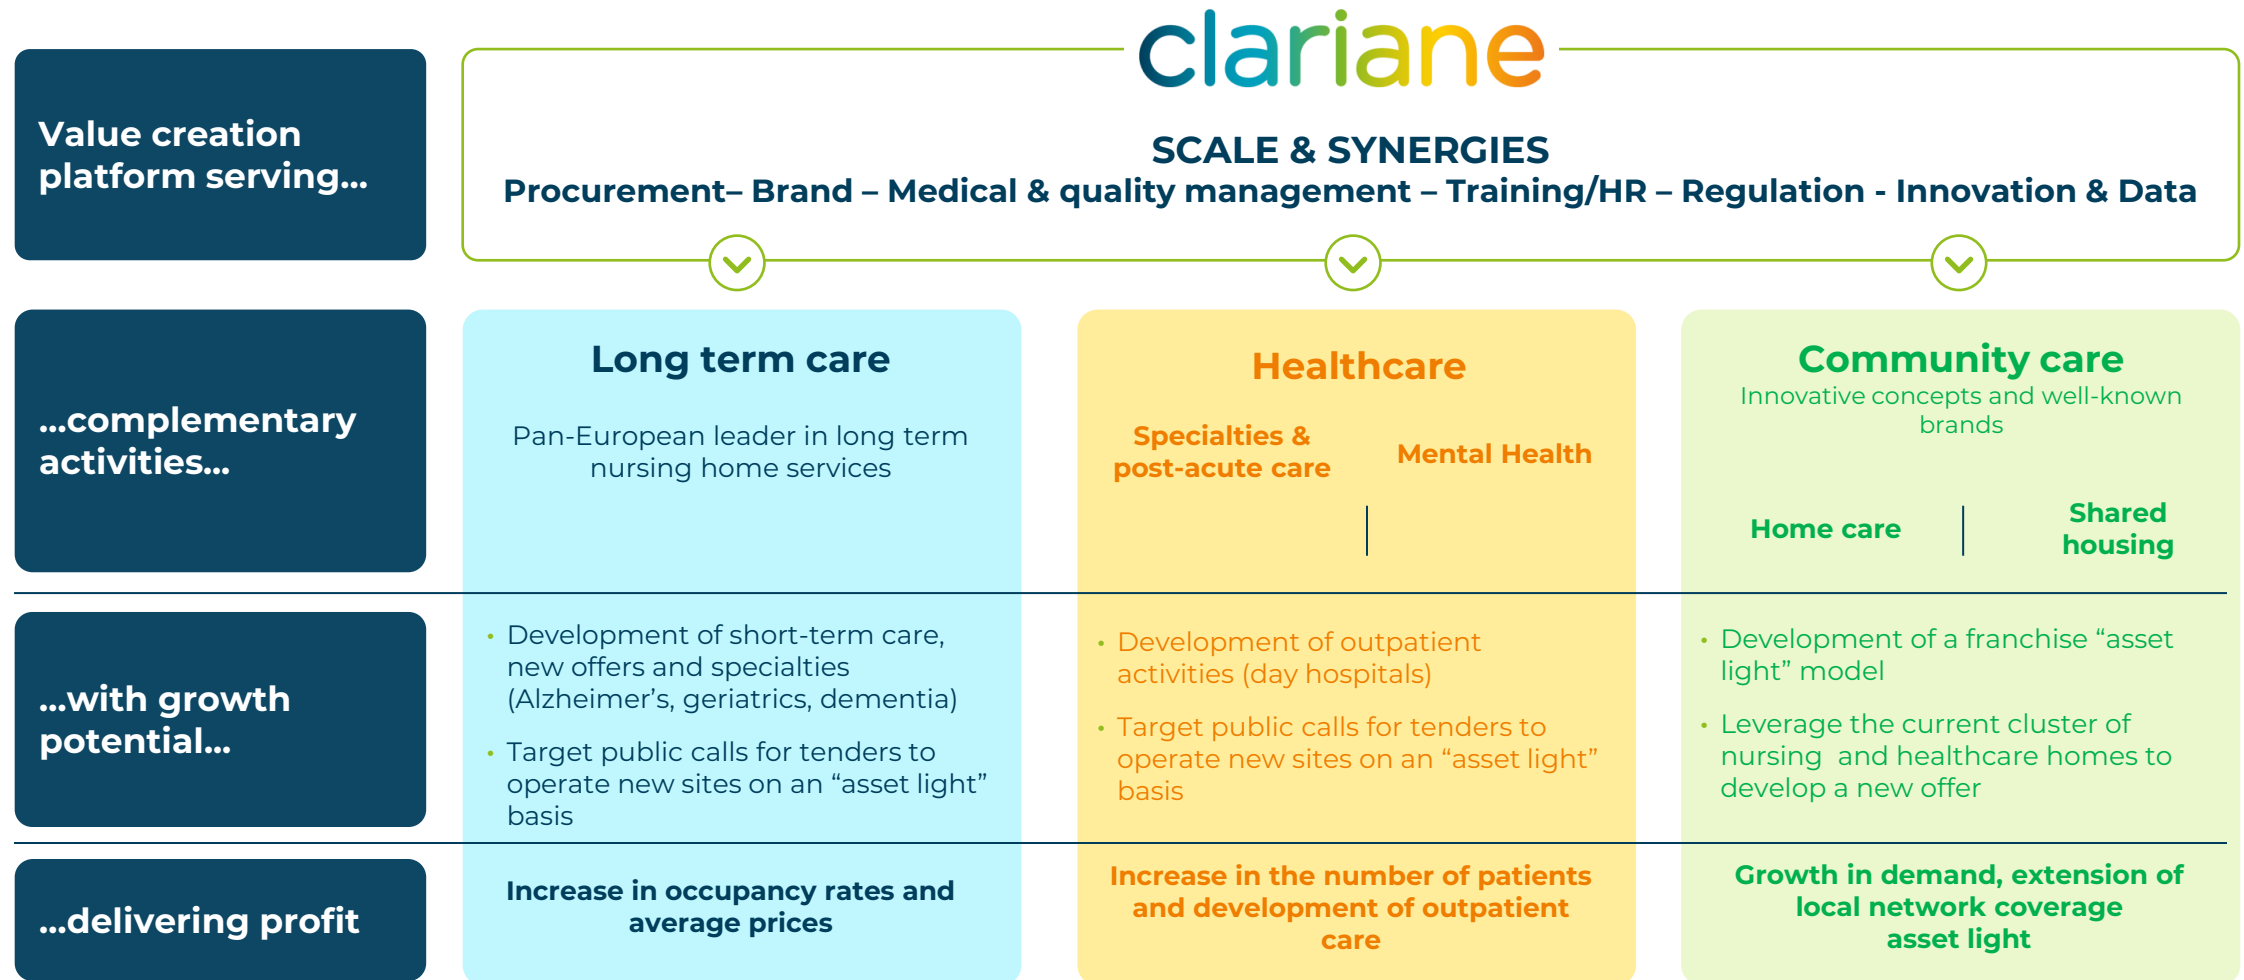 clariane
Value creation
platform serving...
SCALE & SYNERGIES
Procurement– Brand – Medical & quality management – Training/HR – Regulation - Innovation & Data
...complementary
activities...
Long term care
Pan-European leader in long term
nursing home services
Healthcare
Specialties &
post-acute care
Mental Health
Community care
Innovative concepts and well-known
brands
Home care
Shared
housing
...with growth
potential...
• Development of short-term care,
new offers and specialties
(Alzheimer’s, geriatrics, dementia)
• Target public calls for tenders to
operate new sites on an “asset light”
basis
• Development of outpatient
activities (day hospitals)
• Target public calls for tenders to
operate new sites on an “asset light”
basis
• Development of a franchise “asset
light” model
• Leverage the current cluster of
nursing  and healthcare homes to
develop a new offer
...delivering profit
Increase in occupancy rates and
average prices
Increase in the number of patients
and development of outpatient
care
Growth in demand, extension of
local network coverage
asset light